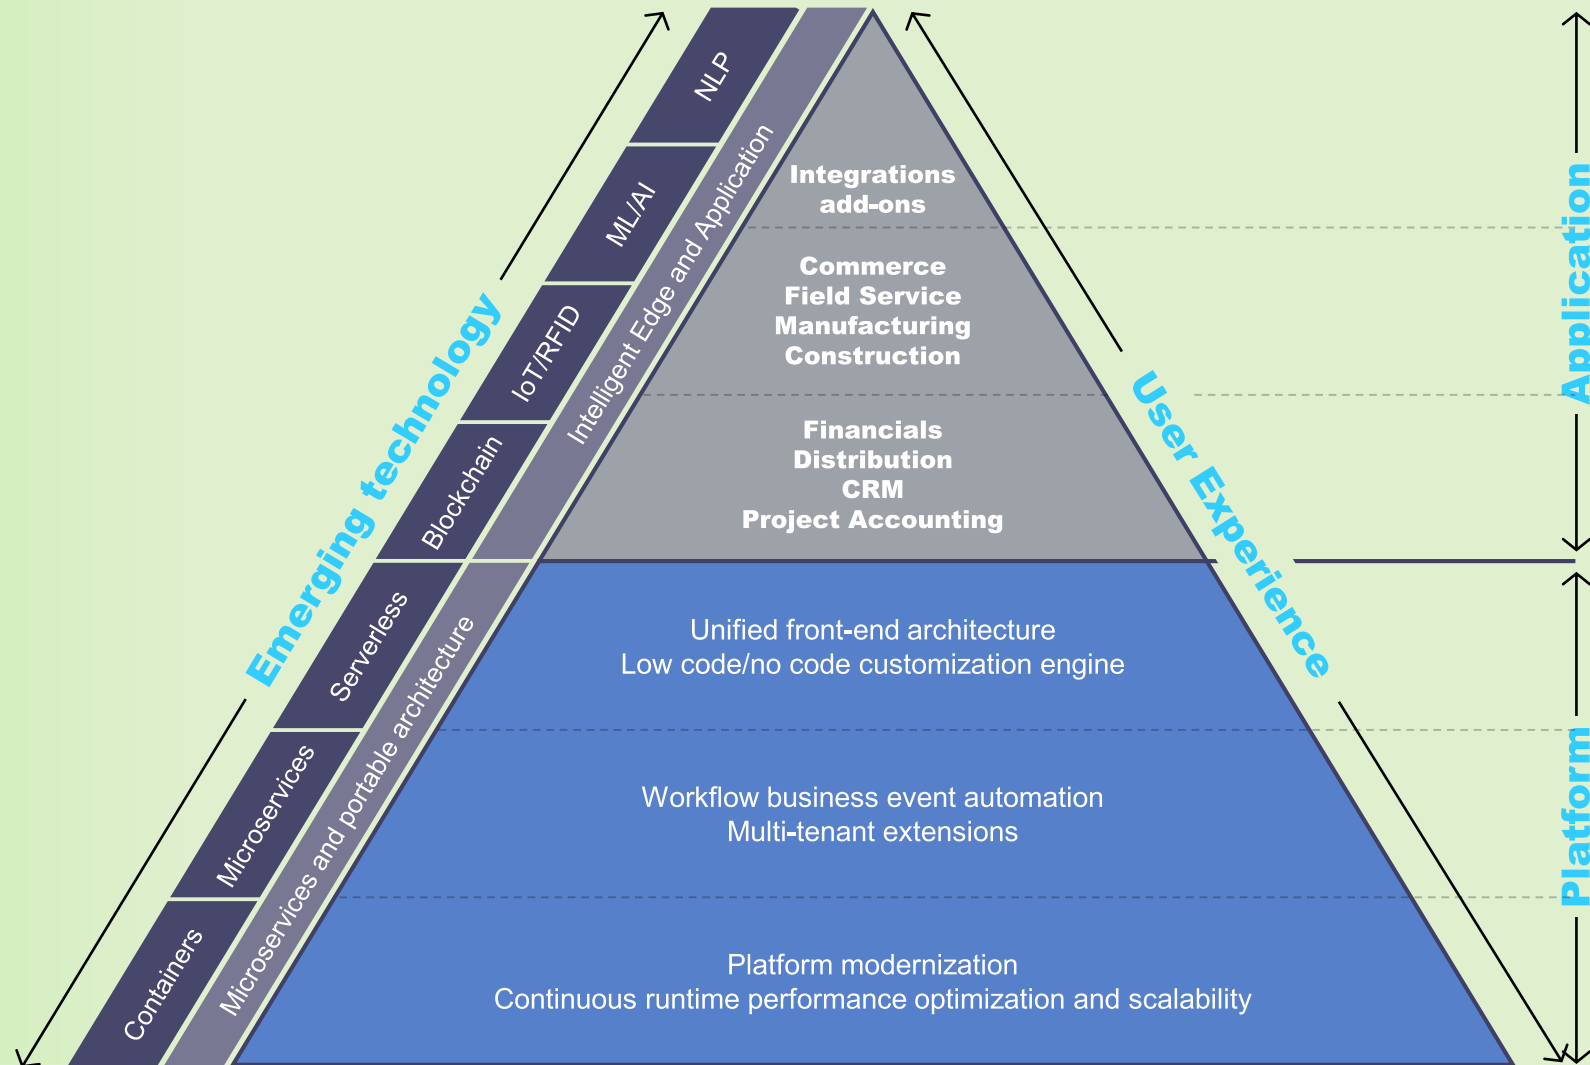 NLP
ML/AI
IoT/RFID
Blockchain
Serverless
Microservices
Containers
Intelligent Edge and Application
Microservices and portable architecture
Emerging technology
Integrations
add-ons
Commerce
Field Service
Manufacturing
Construction
Financials
Distribution
CRM
Project Accounting
Unified front-end architecture
Low code/no code customization engine
Workflow business event automation
Multi-tenant extensions
Platform modernization
Continuous runtime performance optimization and scalability
User Experience
Application
Platform